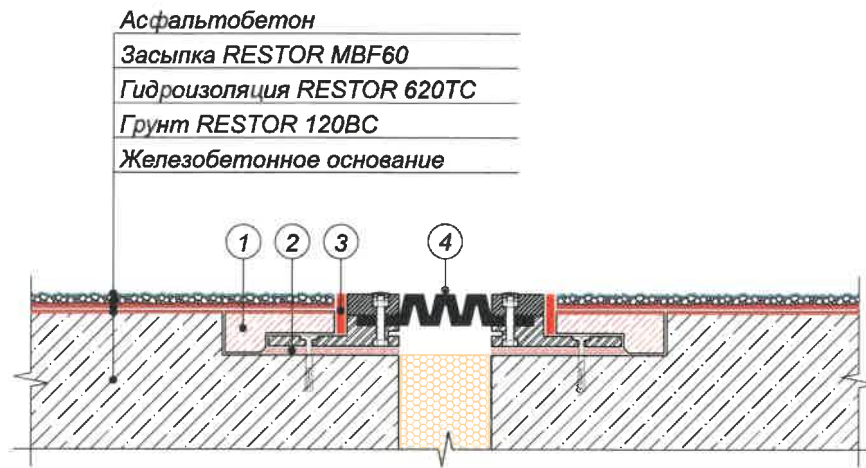 Асфальтобетон
Засыпка RESTOR MBF60
Гидроизоляция RESTOR 620TC
Грунт RESTOR 120BC
Железобетонное основание
1 2 3 4